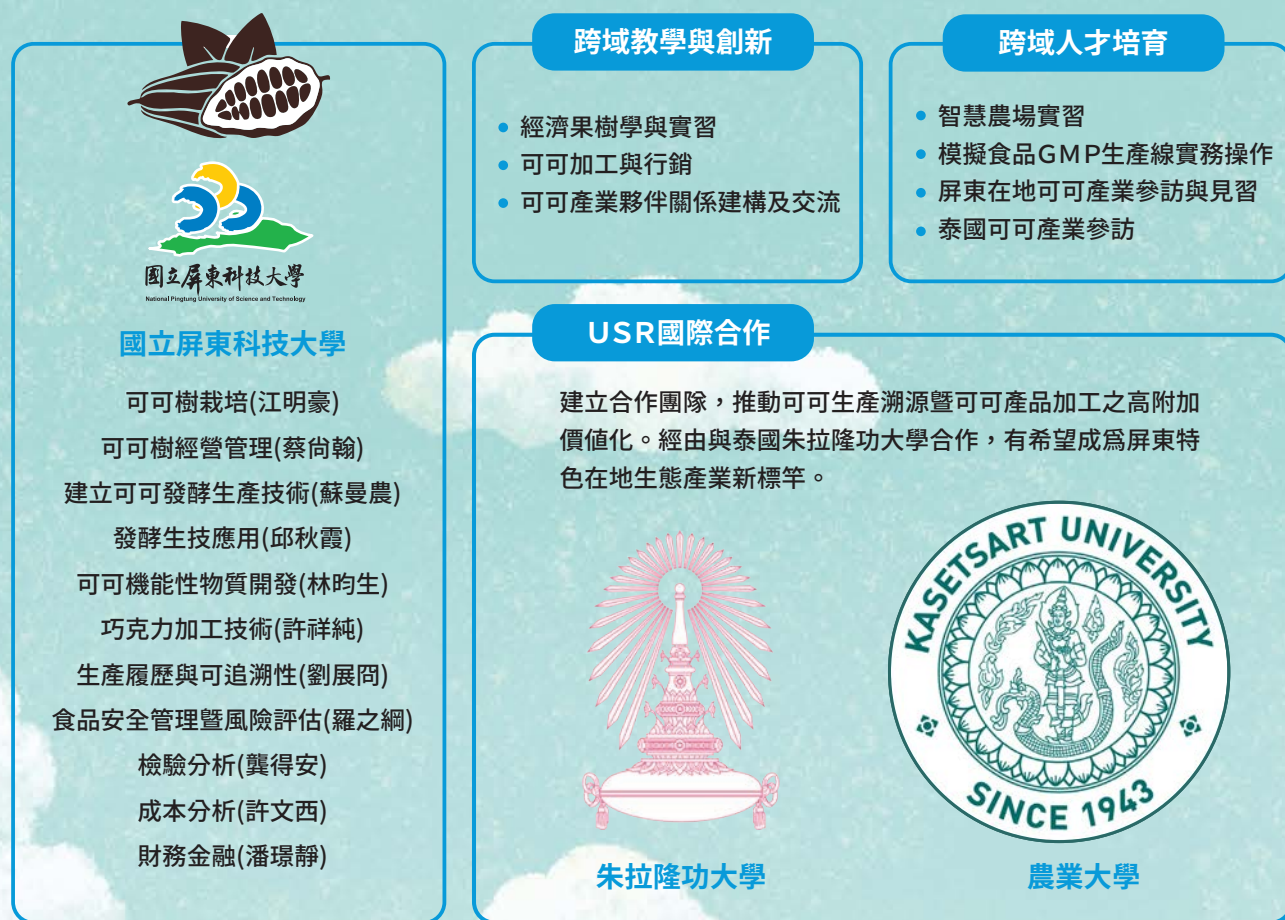 國立屏東科技大學
National Pingtung University of Science and Technology
國立屏東科技大學
可可樹栽培(江明豪)
可可樹經營管理(蔡尙翰)
建立可可發酵生產技術(蘇曼農)
發酵生技應用(邱秋霞)
可可機能性物質開發(林昀生)
巧克力加工技術(許祥純)
生產履歷與可追溯性(劉展冏)
食品安全管理暨風險評估(羅之綱)
檢驗分析(龔得安)
成本分析(許文西)
財務金融(潘璟靜)
跨域教學與創新
• 經濟果樹學與實習
• 可可加工與行銷
• 可可產業夥伴關係建構及交流
跨域人才培育
• 智慧農場實習
• 模擬食品GMP生產線實務操作
• 屏東在地可可產業參訪與見習
• 泰國可可產業參訪
USR國際合作
建立合作團隊，推動可可生產溯源暨可可產品加工之高附加
價値化。經由與泰國朱拉隆功大學合作，有希望成爲屏東特
色在地生態產業新標竿。
朱拉隆功大學
KASETSART UNIVERSITY
SINCE 1943
農業大學